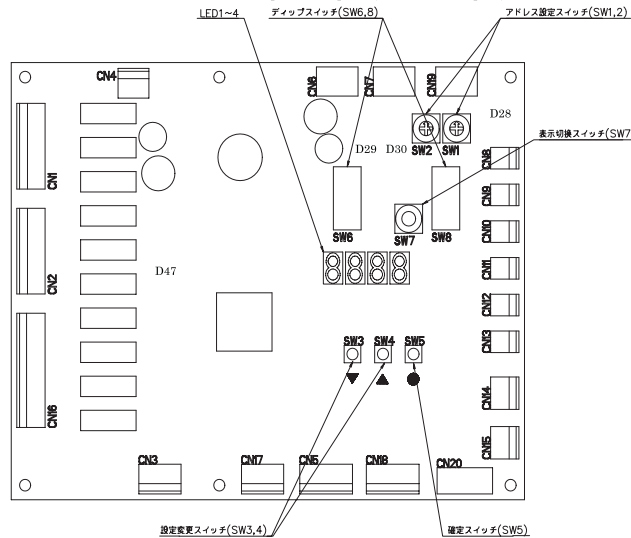 LED1~4
ディップスイッチ(SW6,8)
アドレス設定スイッチ(SW1,2)
CN4
CN6
CN7
CN19
D28
D29
D30
SW2
SW1
表示切換スイッチ(SW7
CN1
CN8
CN9
SW6
SW7
SW8
CN10
CN2
D47
CN11
CN12
SW3
SW4
SW5
CN13
▼
▲
●
CN14
CN16
CN15
CN3
CN17
CN5
CN18
CN20
設定変更スイッチ(SW3,4)
確定スイッチ(SW5)